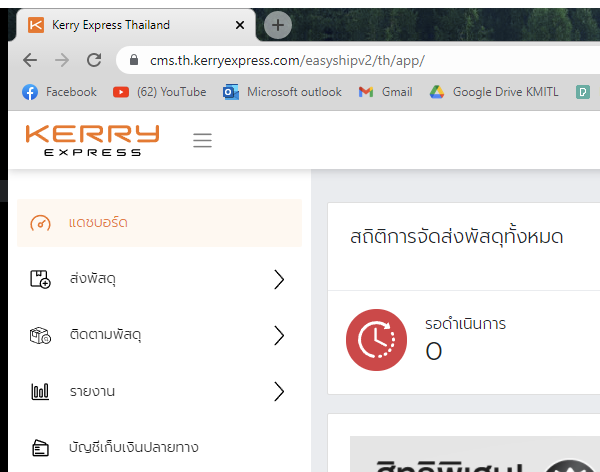 Kerry Express Thailand
cms.th.kerryexpress.com/easyshipv2/th/app/
Facebook (62) YouTube Microsoft outlook Gmail Google Drive KMITL
KERRY
EXPRESS
แดชบอร์ด
สถิติการจัดส่งพัสดุทั้งหมด
ส่งพัสดุ
รอดำเนินการ
0
ติดตามพัสดุ
รายงาน
บัญชีเก็บเงินปลายทาง